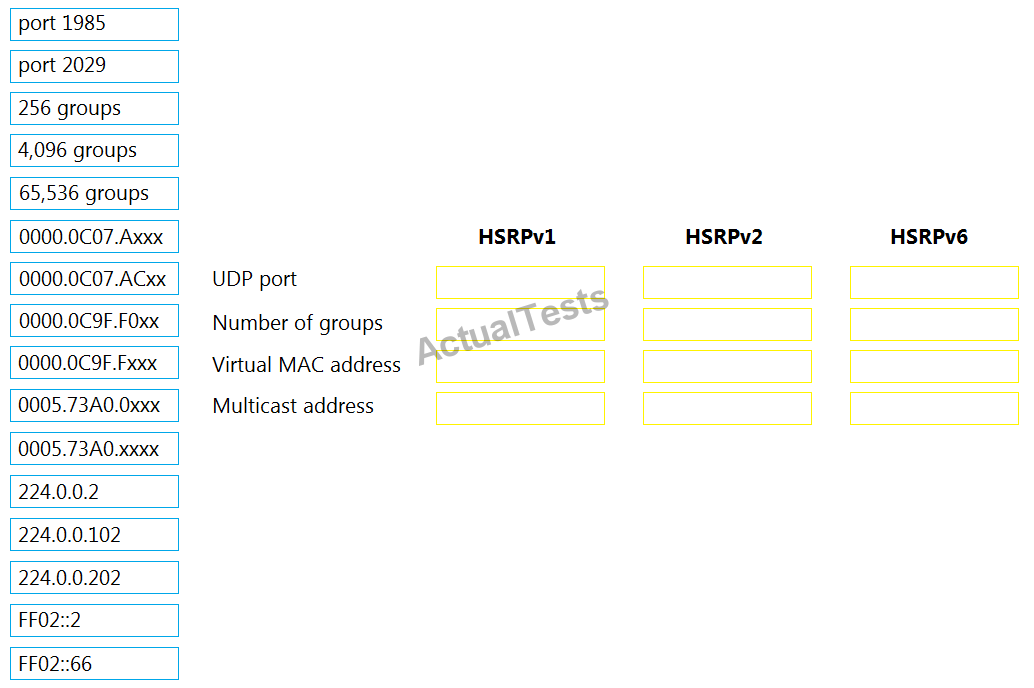 port 1985
port 2029
256 groups
4,096 groups
65,536 groups
0000.0C07.Axxx
0000.0C07.ACxx
0000.0C9F.F0xx
0000.0C9F.Fxxx
0005.73A0.0xxx
0005.73A0.xxxx
224.0.0.2
224.0.0.102
224.0.0.202
FF02::2
FF02::66
HSRPv1 HSRPv2 HSRPv6
UDP port
Number of groups
Virtual MAC address
Multicast address
ActualTests